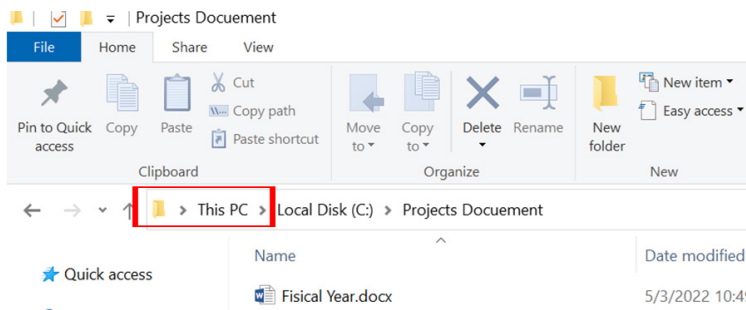 Projects Docuement
File Home Share View
Pin to Quick access
Copy
Paste
Cut
Copy path
Paste shortcut
Clipboard
Move to
Copy to
Delete
Rename
Organize
New folder
New item
Easy access
New
This PC > Local Disk (C:) > Projects Docuement
Quick access
Name
Date modified
Fisical Year.docx
5/3/2022 10:49